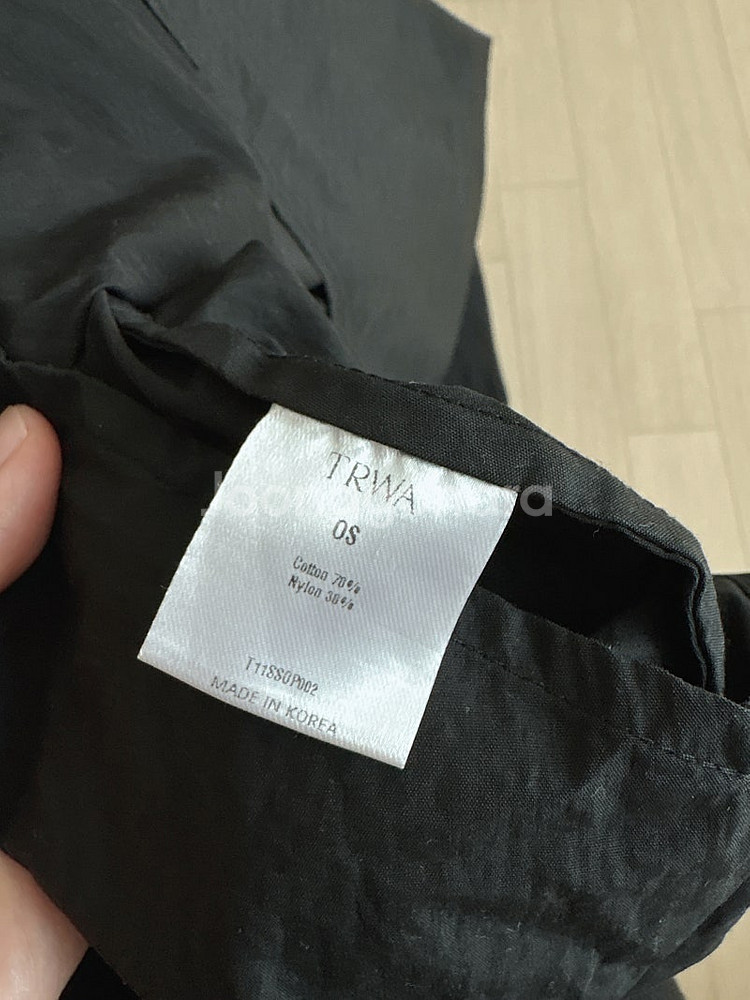 TRWA
OS
Cotton 70%
Nylon 30%
T11SSOP002
MADE IN KOREA